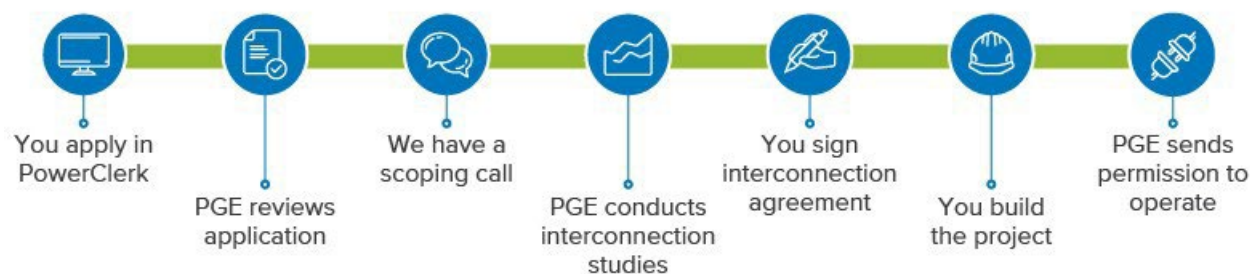 You apply in
PowerClerk
PGE reviews
application
We have a
scoping call
PGE conducts
interconnection
studies
You sign
interconnection
agreement
You build
the project
PGE sends
permission to
operate